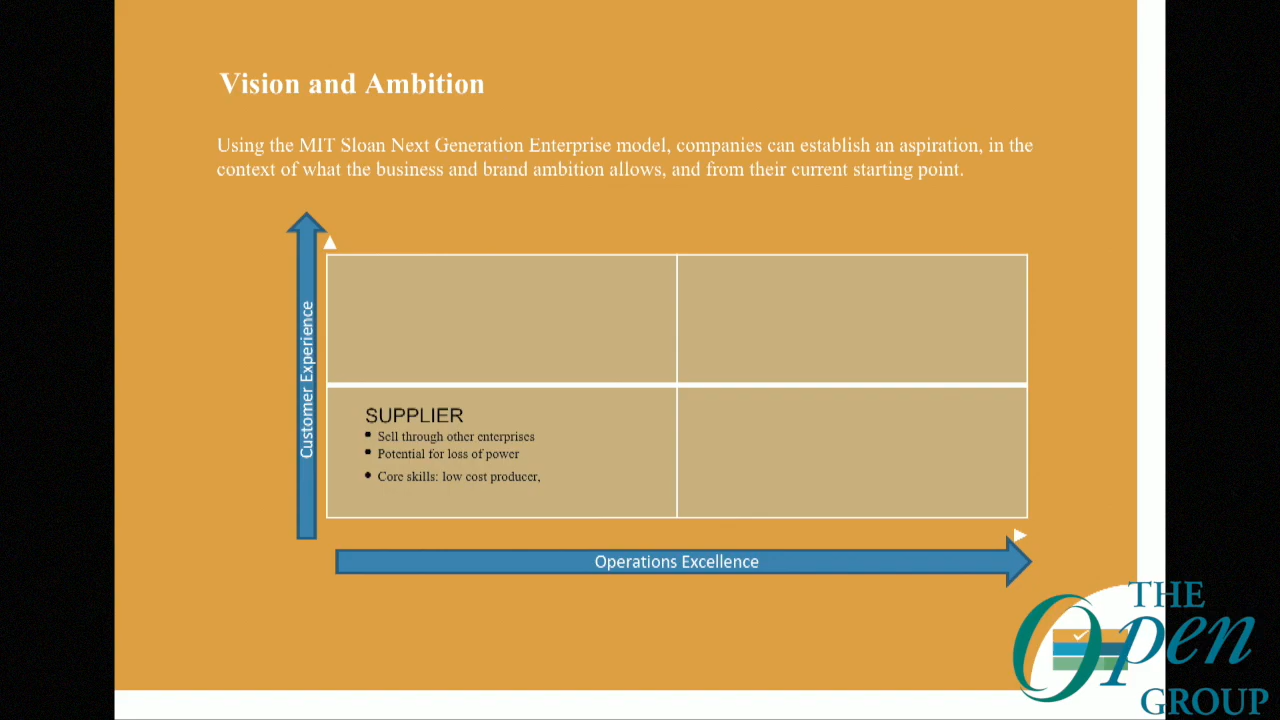 Vision and Ambition
Using the MIT Sloan Next Generation Enterprise model, companies can establish an aspiration, in the
context of what the business and brand ambition allows, and from their current starting point.
Customer Experience
SUPPLIER
• Sell through other enterprises
• Potential for loss of power
• Core skills: low cost producer,
Operations Excellence
THE
Open
GROUP